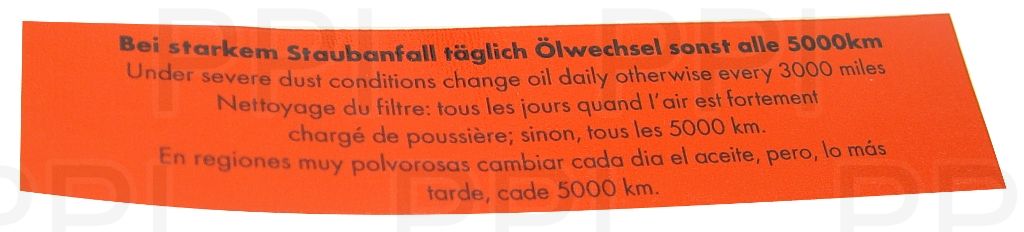 Bei starkem Staubanfall täglich Ölwechsel sonst alle 5000km
Under severe dust conditions change oil daily otherwise every 3000 miles
Nettoyage du filtre: tous les jours quand l'air est fortement
chargé de poussière; sinon, tous les 5000 km.
En regiones muy polvorosas cambiar cada dia el aceite, pero, lo más
tarde, cade 5000 km.